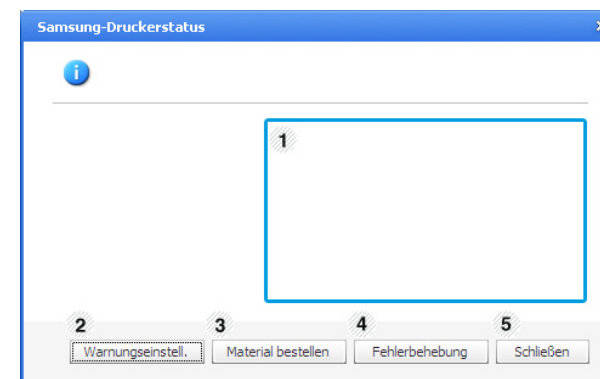 Samsung-Druckerstatus
1
2 3 4 5
Warnungseinstell. Material bestellen Fehlerbehebung Schließen